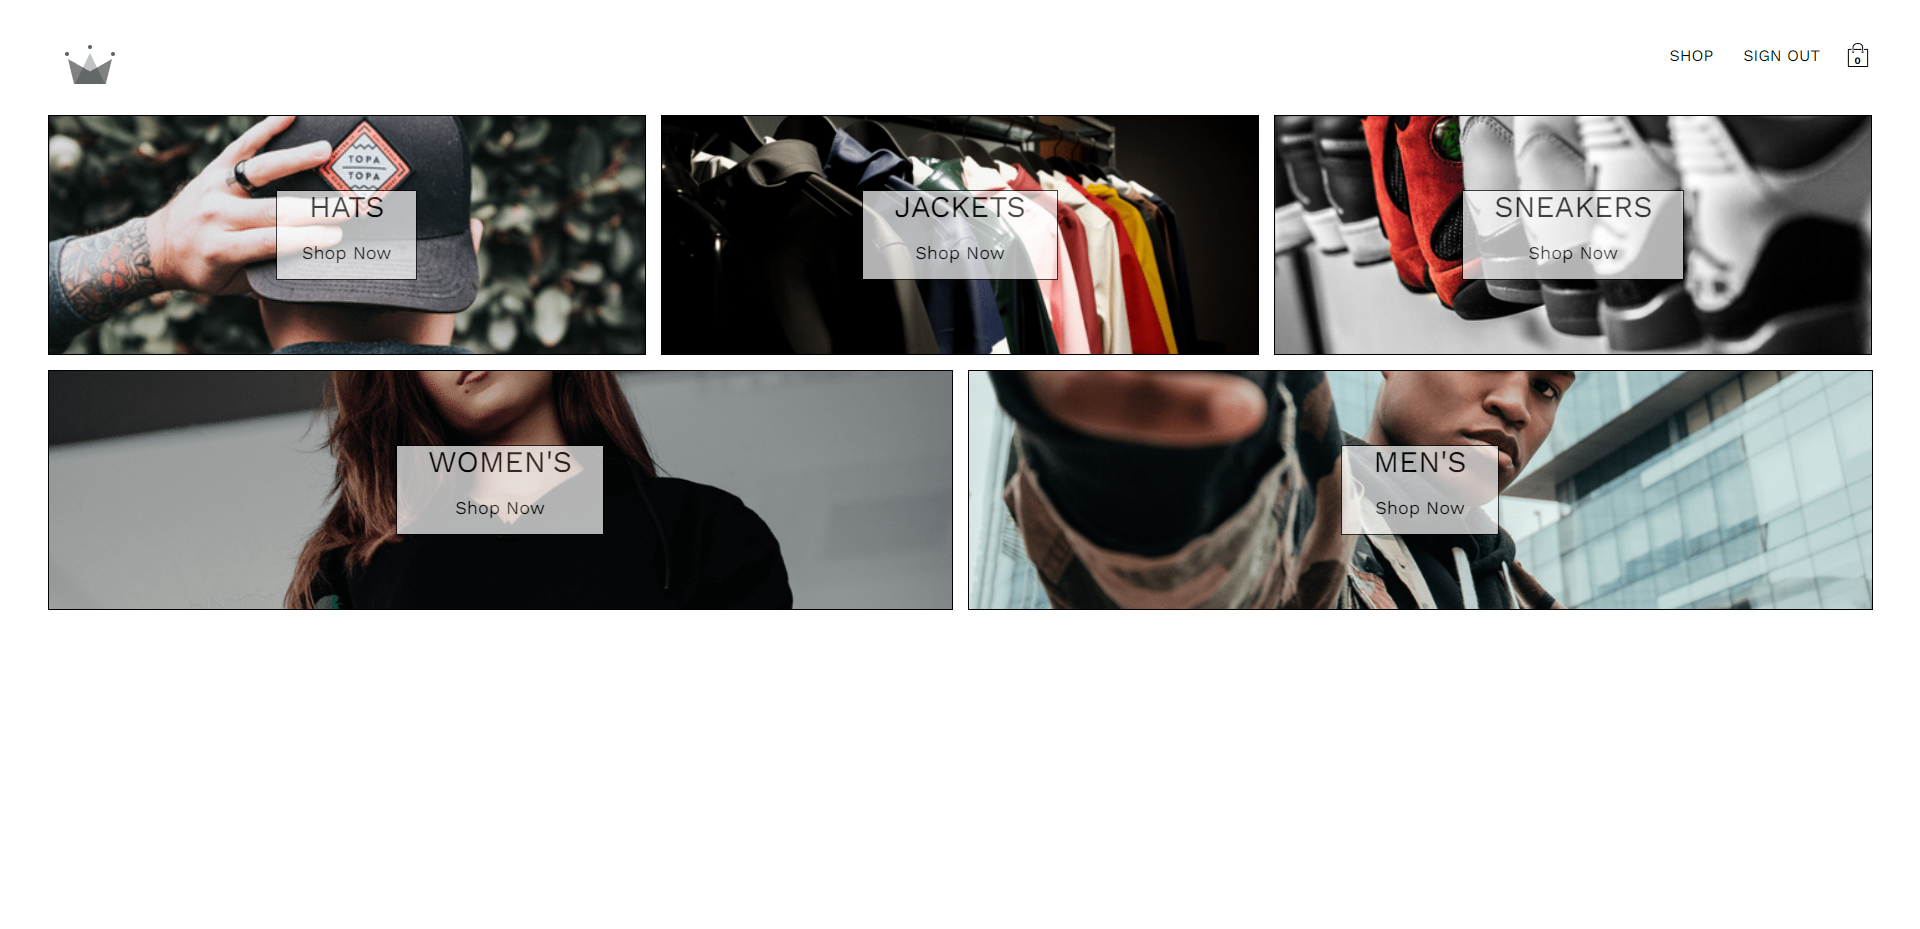 SHOP
SIGN OUT
0
TOPA
TOPA
HATS
Shop Now
JACKETS
Shop Now
SNEAKERS
Shop Now
WOMEN'S
Shop Now
MEN'S
Shop Now